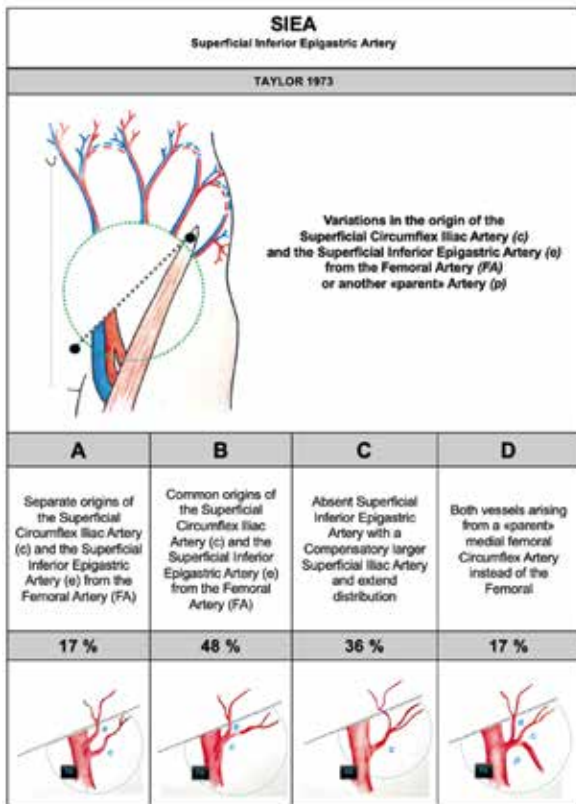 SIEA
Superficial Inferior Epigastric Artery
TAYLOR 1973
Variations in the origin of the
Superficial Circumflex Iliac Artery (c)
and the Superficial Inferior Epigastric Artery (e)
from the Femoral Artery (FA)
or another «parent» Artery (p)
A
B
C
D
Separate origins of
the Superficial
Circumflex Iliac Artery
(c) and the Superficial
Inferior Epigastric
Artery (e) from the
Femoral Artery (FA)
Common origins of
the Superficial
Circumflex Iliac
Artery (c) and the
Superficial Inferior
Epigastric Artery (e)
from the Femoral
Artery (FA)
Absent Superficial
Inferior Epigastric
Artery with a
Compensatory larger
Superficial Iliac Artery
and extend
distribution
Both vessels arising
from a «parent»
medial femoral
Circumflex Artery
instead of the
Femoral
17 %
48 %
36 %
17 %